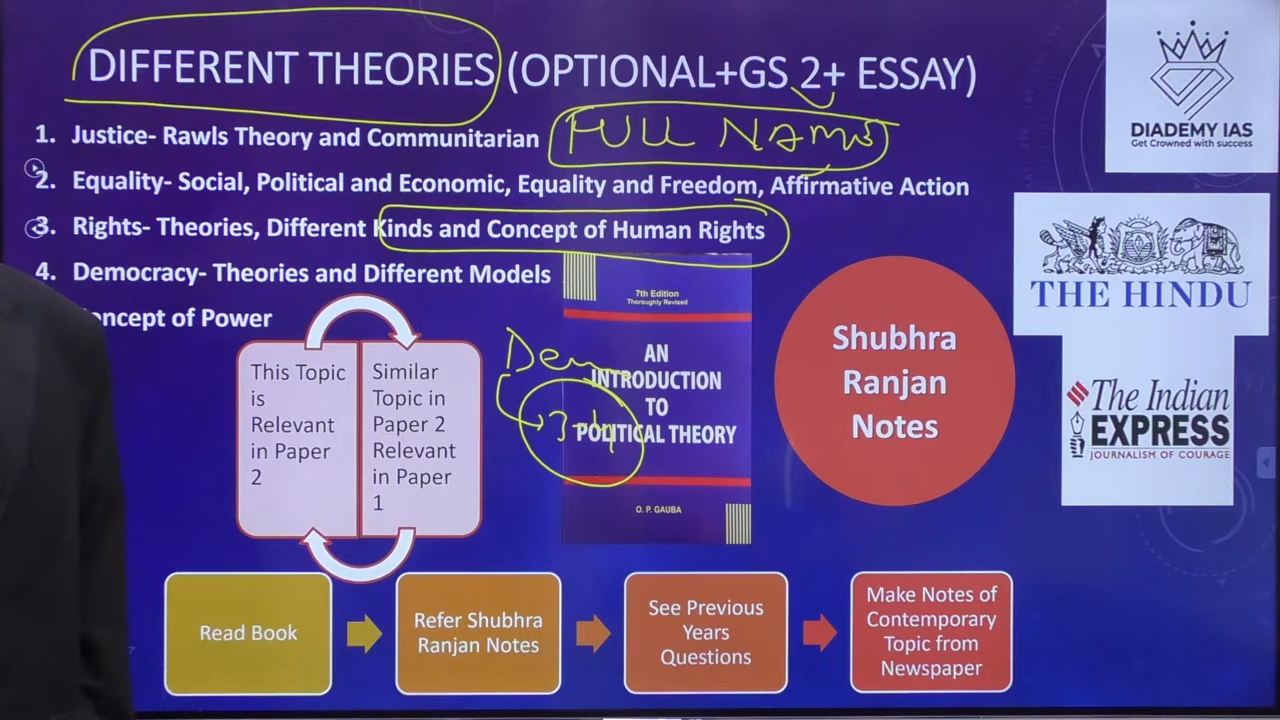 DIFFERENT THEORIES (OPTIONAL+GS 2+ ESSAY)
1. Justice- Rawls Theory and Communitarian
FULL NAME
2. Equality- Social, Political and Economic, Equality and Freedom, Affirmative Action
3. Rights- Theories, Different Kinds and Concept of Human Rights
4. Democracy- Theories and Different Models
oncept of Power
This Topic
is
Relevant
in Paper
2
Similar
Topic in
Paper 2
Relevant
in Paper
1
Dem
7th Edition
Thoroughly Revised
AN
INTRODUCTION
TO
POLITICAL THEORY
O. P. GAUBA
Shubhra
Ranjan
Notes
DIADEMY IAS
Get Crowned with success
THE HINDU
The Indian
EXPRESS
JOURNALISM OF COURAGE
Read Book
Refer Shubhra
Ranjan Notes
See Previous
Years
Questions
Make Notes of
Contemporary
Topic from
Newspaper